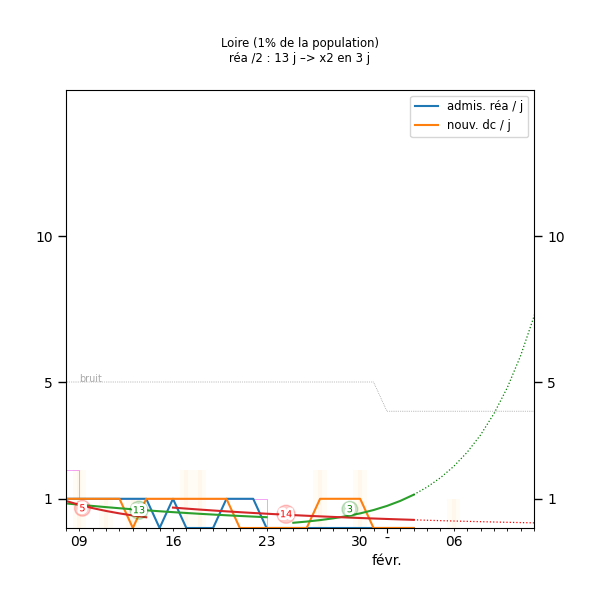 Loire (1% de la population)
réa /2 : 13 j –> x2 en 3 j
admis. réa / j
nouv. dc / j
10 10
5 5
bruit
1 1
5 13 14 3
09 16 23 30 - 06
févr.